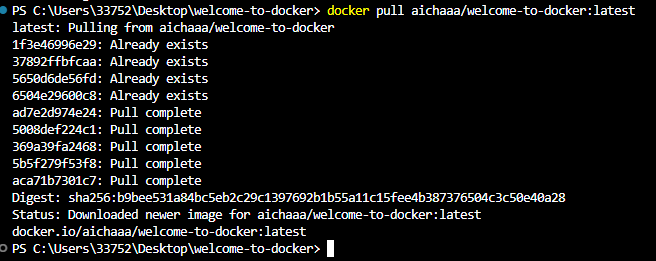 PS C:\Users\33752\Desktop\welcome-to-docker> docker pull aichaaa/welcome-to-docker:latest
latest: Pulling from aichaaa/welcome-to-docker
1f3e46996e29: Already exists
37892ffbfcaa: Already exists
5650d6de56fd: Already exists
6504e29600c8: Already exists
ad7e2d974e24: Pull complete
5008def224c1: Pull complete
369a39fa2468: Pull complete
5b5f279f53f8: Pull complete
aca71b7301c7: Pull complete
Digest: sha256:b9bee531a84bc5eb2c29c1397692b1b55a11c15fee4b387376504c3c50e40a28
Status: Downloaded newer image for aichaaa/welcome-to-docker:latest
docker.io/aichaaa/welcome-to-docker:latest
PS C:\Users\33752\Desktop\welcome-to-docker>